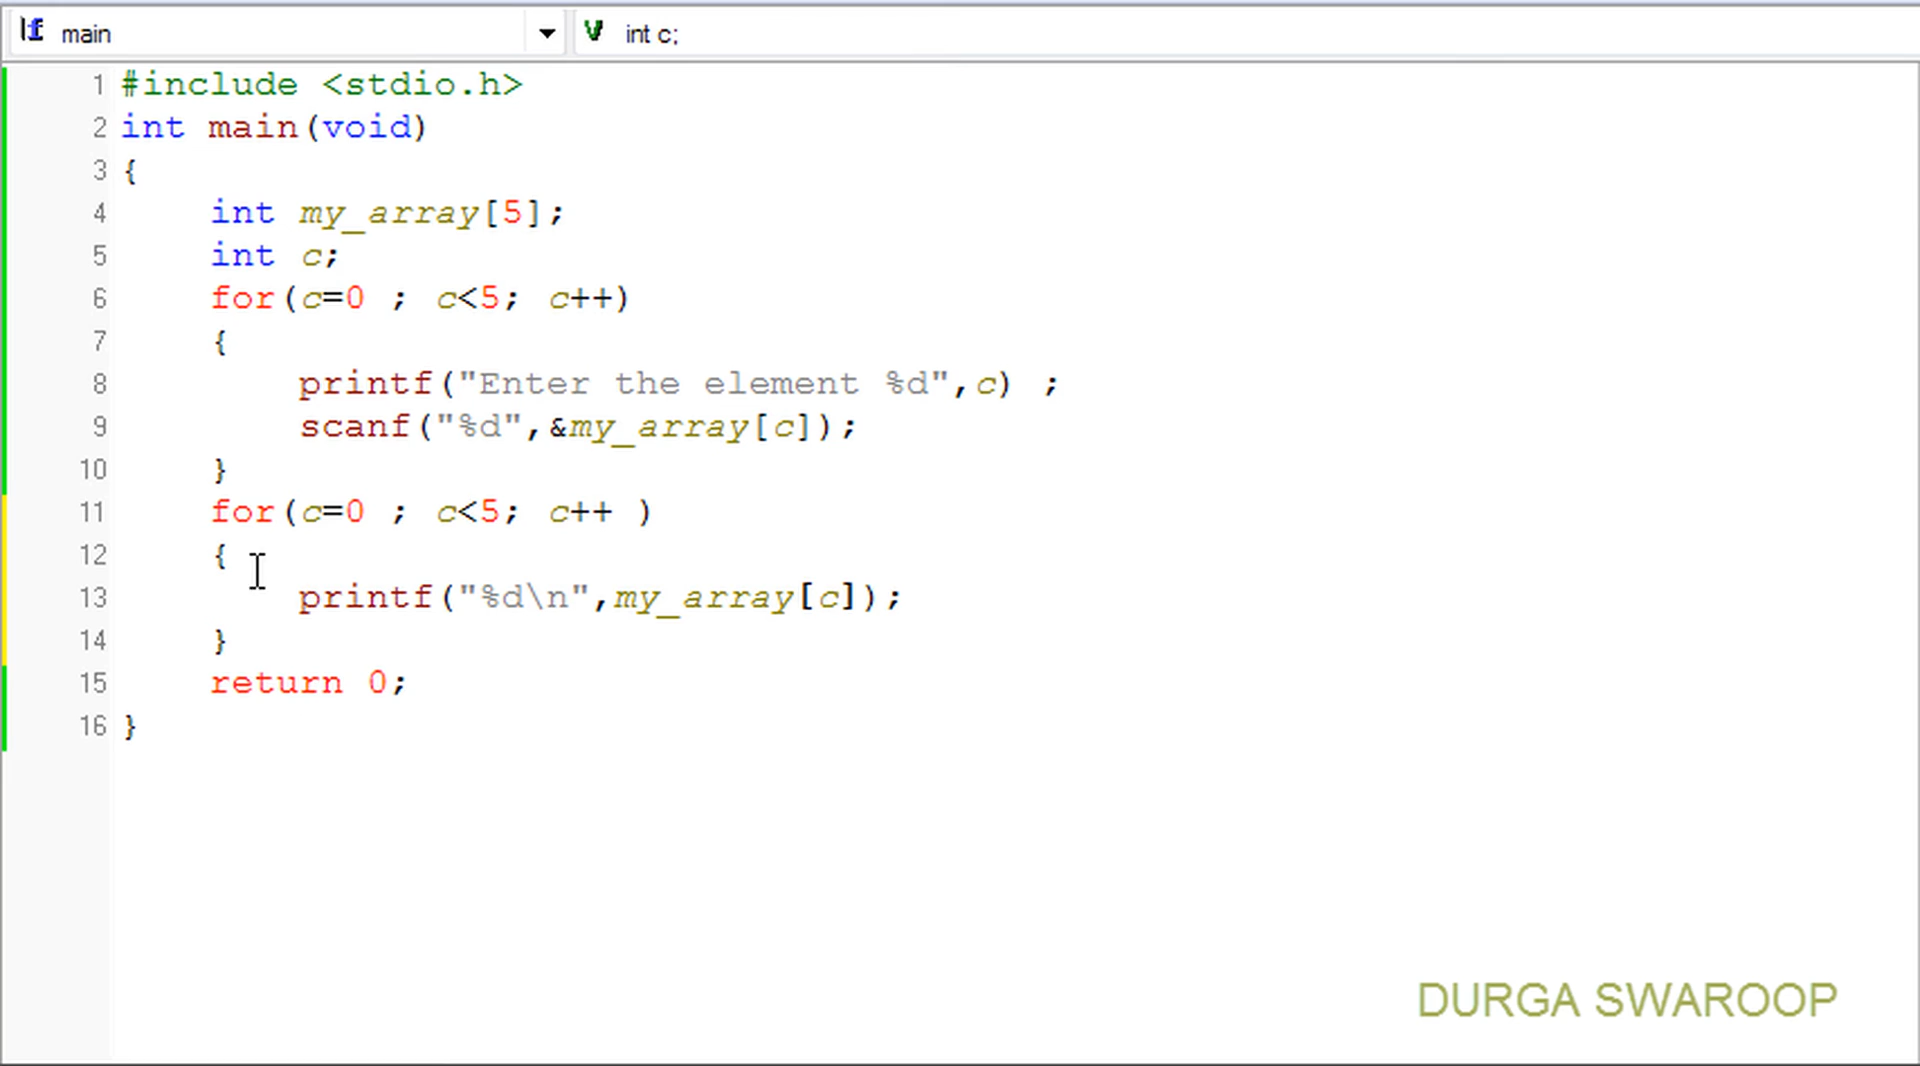 main int c;
1 #include <stdio.h>
2 int main(void)
3 {
4 int my_array[5];
5 int c;
6 for(c=0 ; c<5; c++)
7 {
8 printf("Enter the element %d",c) ;
9 scanf("%d",&my_array[c]);
10 }
11 for(c=0 ; c<5; c++ )
12 {
13 printf("%d\n",my_array[c]);
14 }
15 return 0;
16 }
DURGA SWAROOP